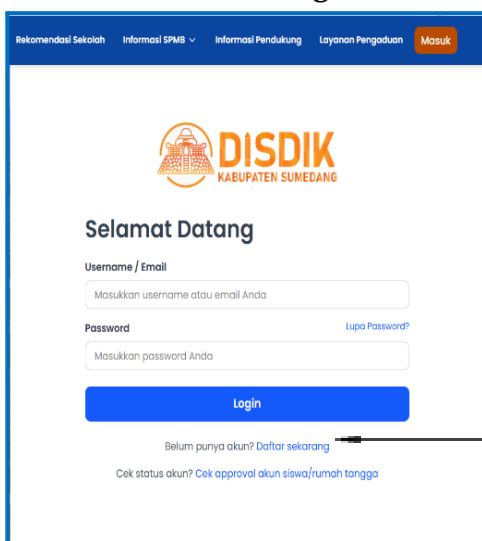 Rekomendasi Sekolah Informasi SPMB Informasi Pendukung Layanan Pengaduan Masuk
DISDIK
KABUPATEN SUMEDANG
Selamat Datang
Username / Email
Masukkan username atau email Anda
Password Lupa Password?
Masukkan password Anda
Login
Belum punya akun? Daftar sekarang
Cek status akun? Cek approval akun siswa/rumah tangga